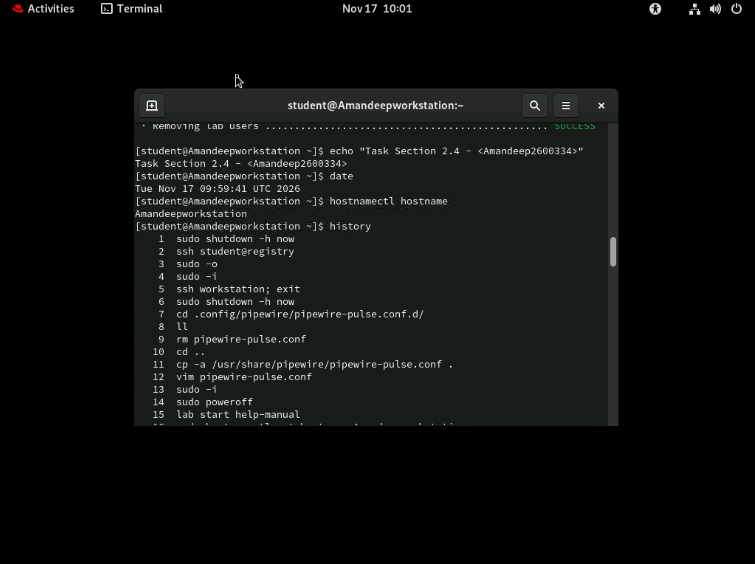 Activities Terminal Nov 17 10:01
student@Amandeepworkstation:~
· Removing lab users ................................................ SUCCESS
[student@Amandeepworkstation ~]$ echo "Task Section 2.4 - <Amandeep2600334>"
Task Section 2.4 - <Amandeep2600334>
[student@Amandeepworkstation ~]$ date
Tue Nov 17 09:59:41 UTC 2026
[student@Amandeepworkstation ~]$ hostnamectl hostname
Amandeepworkstation
[student@Amandeepworkstation ~]$ history
1 sudo shutdown -h now
2 ssh student@registry
3 sudo -o
4 sudo -i
5 ssh workstation; exit
6 sudo shutdown -h now
7 cd .config/pipewire/pipewire-pulse.conf.d/
8 ll
9 rm pipewire-pulse.conf
10 cd ..
11 cp -a /usr/share/pipewire/pipewire-pulse.conf .
12 vim pipewire-pulse.conf
13 sudo -i
14 sudo poweroff
15 lab start help-manual